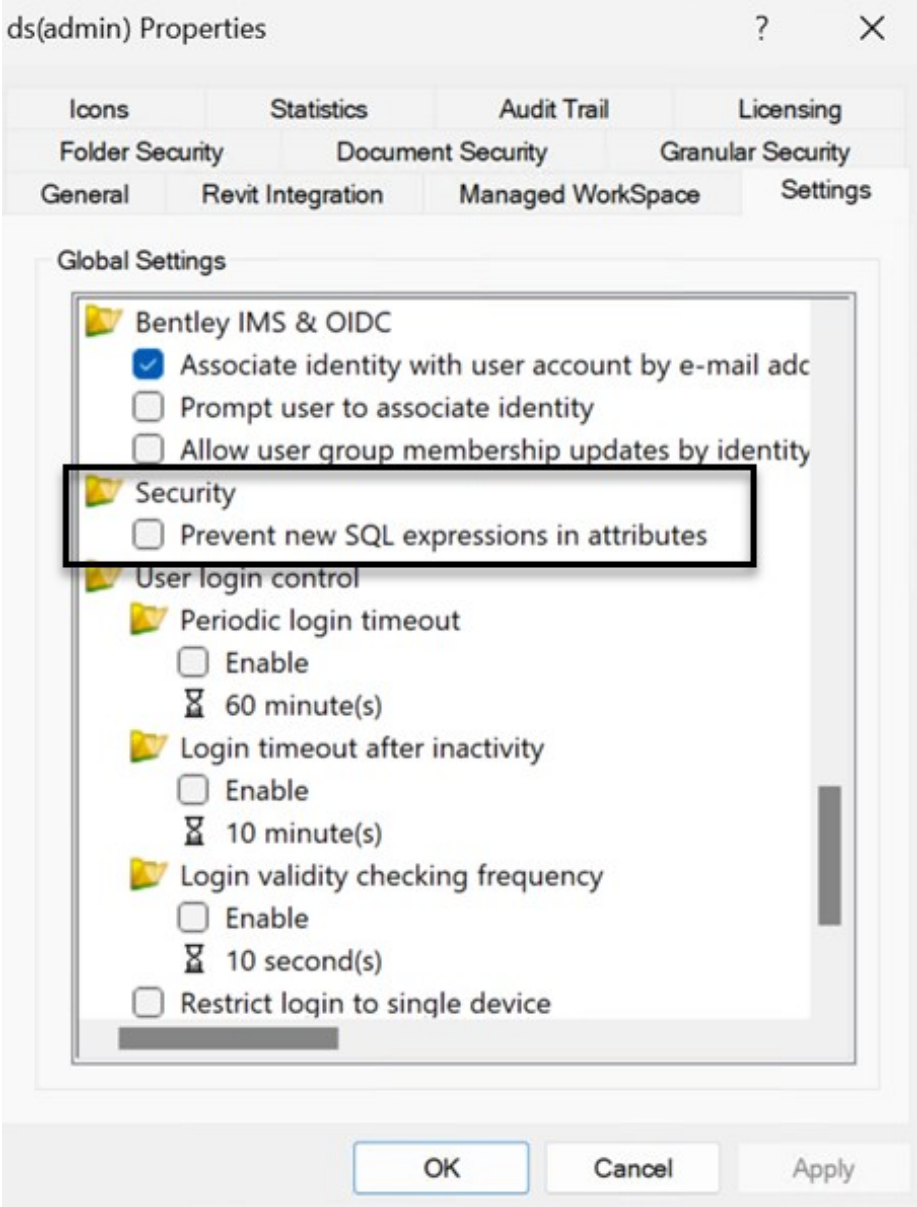 ds(admin) Properties ? X
Icons Statistics Audit Trail Licensing
Folder Security Document Security Granular Security
General Revit Integration Managed WorkSpace Settings
Global Settings
Bentley IMS & OIDC
Associate identity with user account by e-mail adc
Prompt user to associate identity
Allow user group membership updates by identity
Security
Prevent new SQL expressions in attributes
User login control
Periodic login timeout
Enable
60 minute(s)
Login timeout after inactivity
Enable
10 minute(s)
Login validity checking frequency
Enable
10 second(s)
Restrict login to single device
OK Cancel Apply